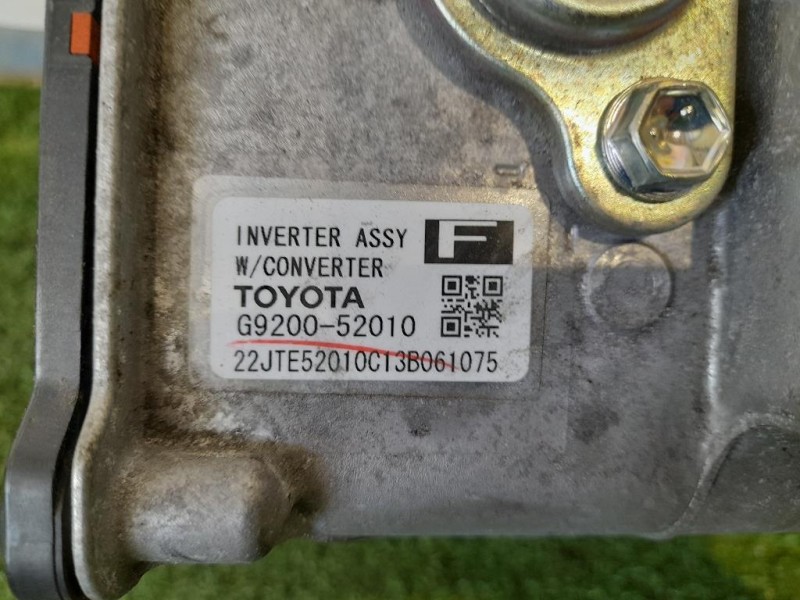 INVERTER ASSY F
W/CONVERTER
TOYOTA
G9200-52010
22JTE52010C13B061075